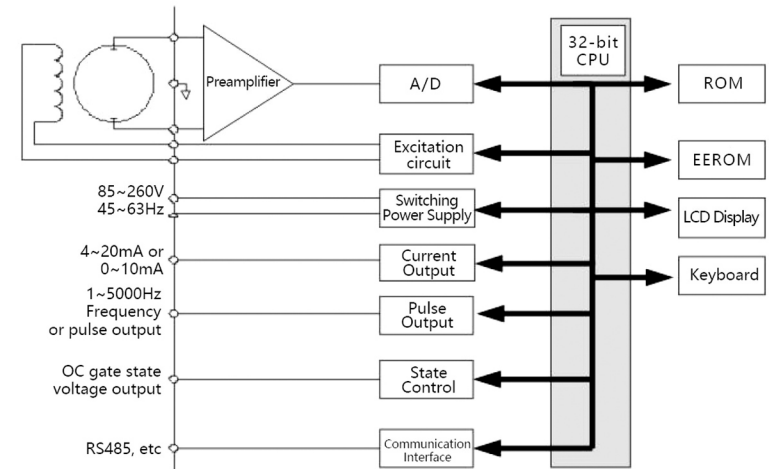 32-bit
CPU
Preamplifier
A/D
ROM
Excitation
circuit
EEROM
85~260V
45~63Hz
Switching
Power Supply
LCD Display
4~20mA or
0~10mA
Current
Output
Keyboard
1~5000Hz
Frequency
or pulse output
Pulse
Output
OC gate state
voltage output
State
Control
RS485, etc
Communication
Interface